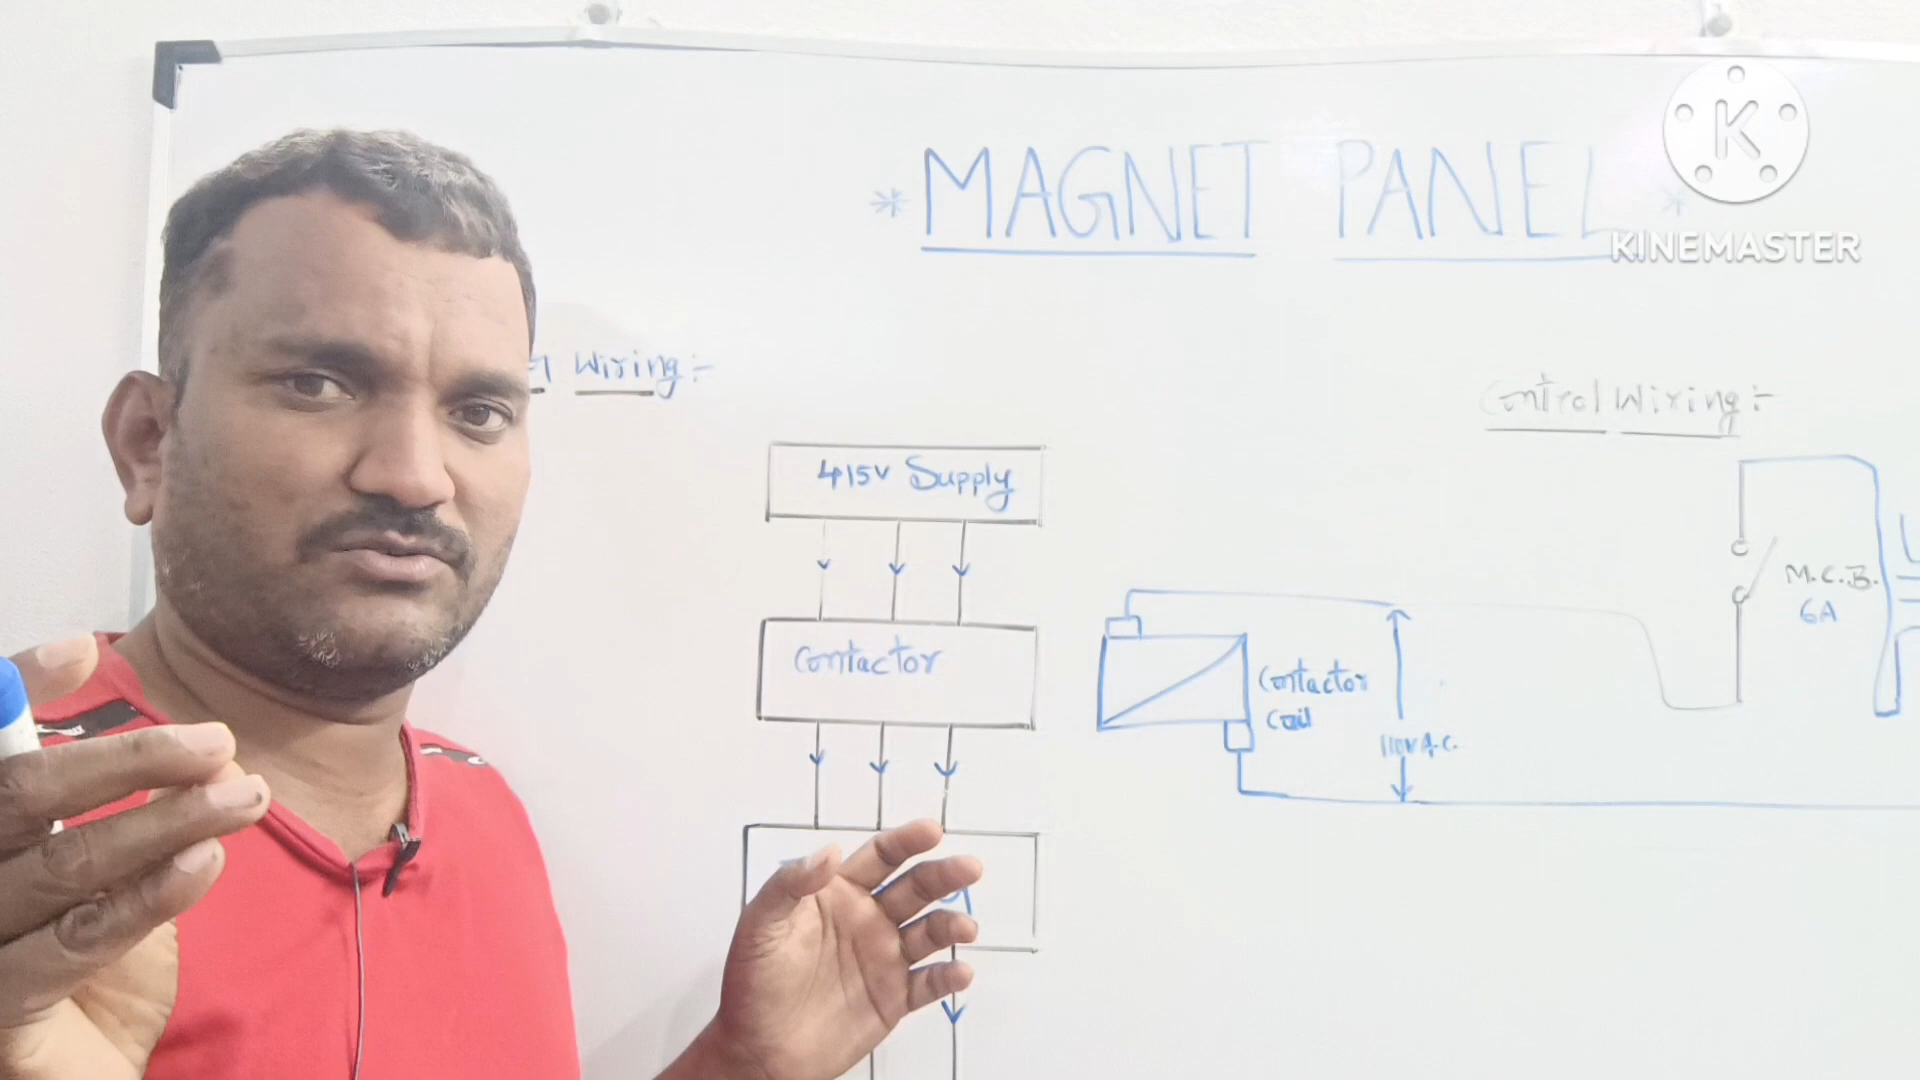 * MAGNET PANEL *
K
KINEMASTER
Wiring :-
Control Wiring :-
415V Supply
M.C.B.
6A
Contactor
Contactor
Coil
110V A.C.